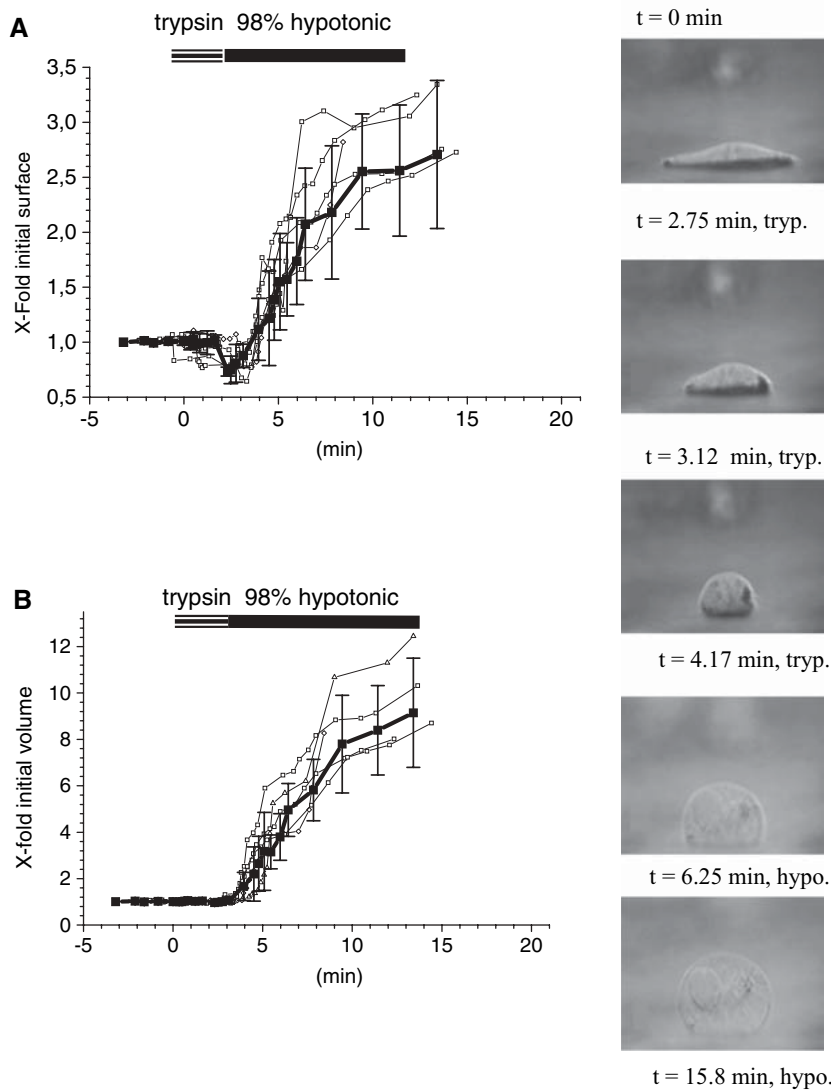 A
trypsin 98% hypotonic
3,5
3,0
2,5
2,0
1,5
1,0
0,5
X-Fold initial surface
-5 0 5 10 15 20
(min)
B
trypsin 98% hypotonic
12
10
8
6
4
2
0
X-fold initial volume
-5 0 5 10 15 20
(min)
t = 0 min
t = 2.75 min, tryp.
t = 3.12 min, tryp.
t = 4.17 min, tryp.
t = 6.25 min, hypo.
t = 15.8 min, hypo.